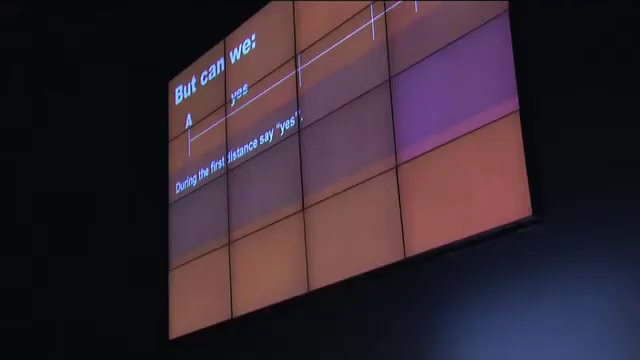 But can we:
A yes
During the first distance say "yes".